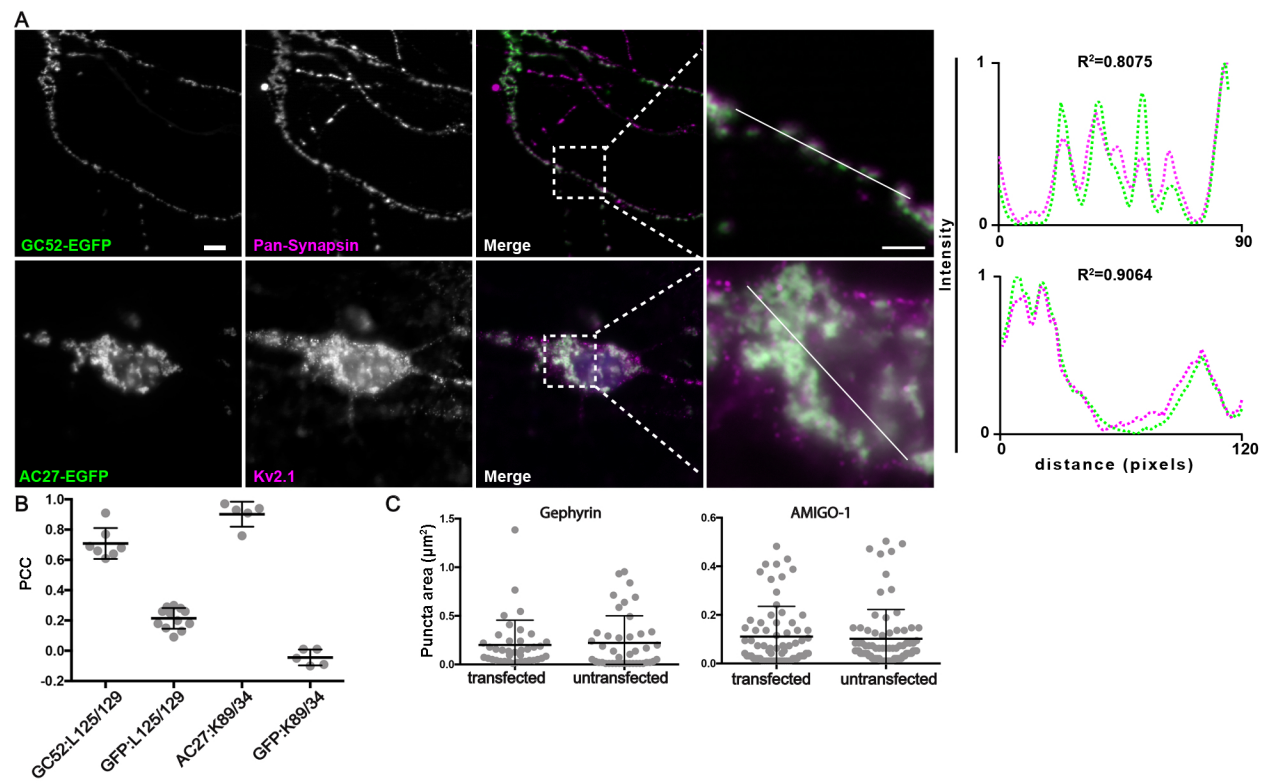 A
GC52-EGFP
Pan-Synapsin
Merge
AC27-EGFP
Kv2.1
Merge
Intensity
R²=0.8075
1
0
0
90
R²=0.9064
1
0
0
120
distance (pixels)
B
PCC
1.0
0.8
0.6
0.4
0.2
0.0
-0.2
GC52:L125/129
GFP:L125/129
AC27:K89/34
GFP:K89/34
C
Puncta area (μm²)
Gephyrin
1.5
1.0
0.5
0.0
transfected
untransfected
AMIGO-1
0.6
0.4
0.2
0.0
transfected
untransfected